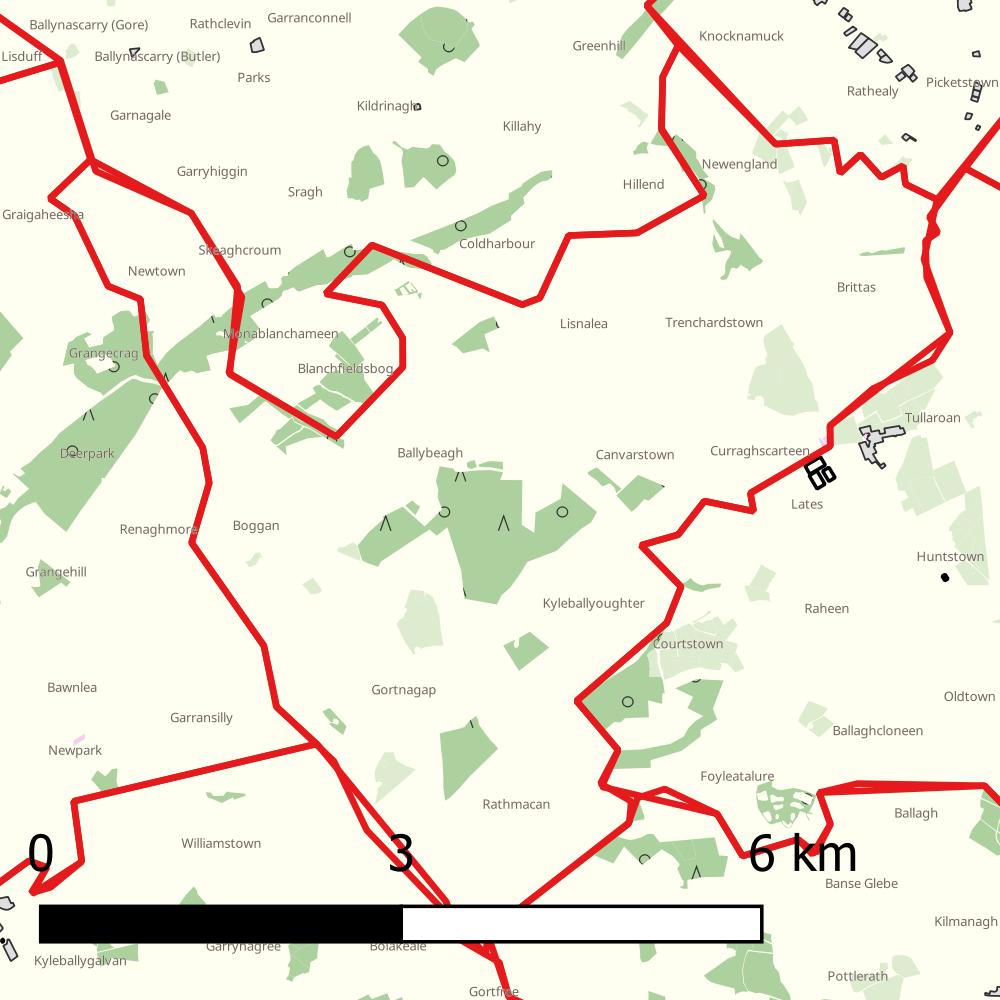 Ballynascarry (Gore)
Rathclevin
Garranconnell
Knocknamuck
Greenhill
Lisduff
Ballynascarry (Butler)
Parks
Picketstown
Rathealy
Kildrinagh
Garnagale
Killahy
Newengland
Garryhiggin
Hillend
Sragh
Graigaheesha
Skeaghcroum
Coldharbour
Newtown
Brittas
Lisnalea
Trenchardstown
Monablanchameen
Grangecrag
Blanchfieldsbog
Tullaroan
Deerpark
Ballybeagh
Canvarstown
Curraghscarteen
Lates
Renaghmore
Boggan
Huntstown
Grangehill
Kyleballyoughter
Raheen
Courtstown
Bawnlea
Gortnagap
Oldtown
Garransilly
Ballaghcloneen
Newpark
Foyleatalure
Rathmacan
Ballagh
Williamstown
0 3 6 km
Banse Glebe
Kilmanagh
Garryhagree
Bolakeale
Kyleballygalvan
Pottlerath
Gortfree